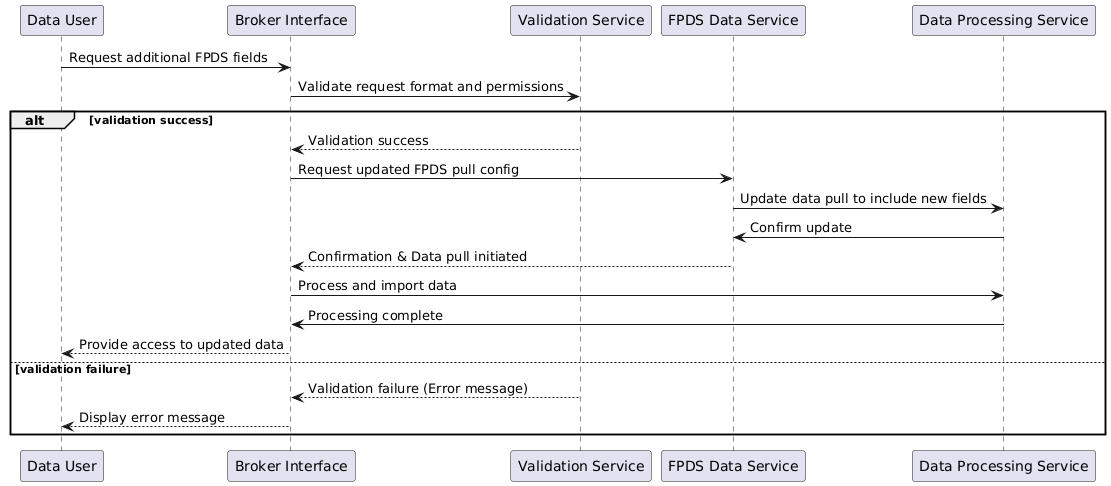 Data User Broker Interface Validation Service FPDS Data Service Data Processing Service
Request additional FPDS fields
Validate request format and permissions
alt [validation success]
Validation success
Request updated FPDS pull config
Update data pull to include new fields
Confirm update
Confirmation & Data pull initiated
Process and import data
Processing complete
Provide access to updated data
[validation failure]
Validation failure (Error message)
Display error message
Data User Broker Interface Validation Service FPDS Data Service Data Processing Service